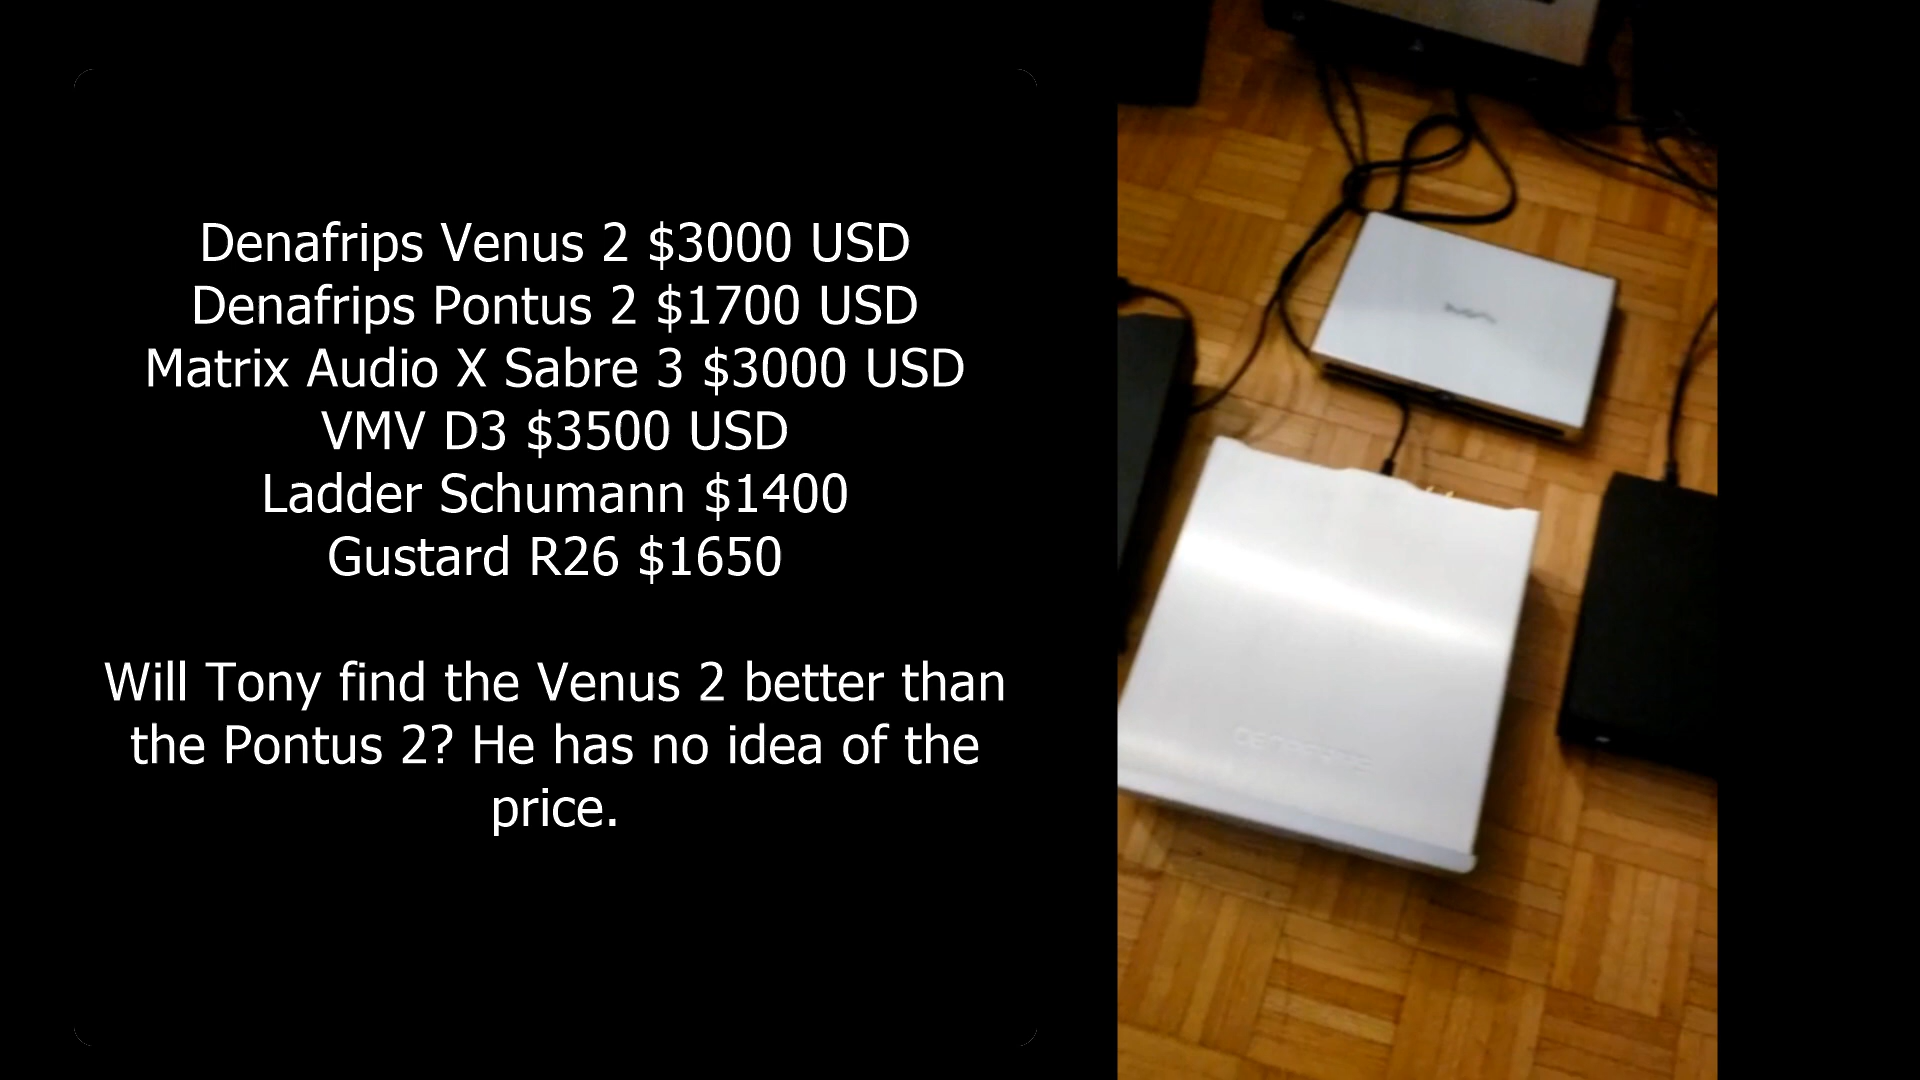 Denafrips Venus 2 $3000 USD
Denafrips Pontus 2 $1700 USD
Matrix Audio X Sabre 3 $3000 USD
VMV D3 $3500 USD
Ladder Schumann $1400
Gustard R26 $1650
Will Tony find the Venus 2 better than
the Pontus 2? He has no idea of the
price.